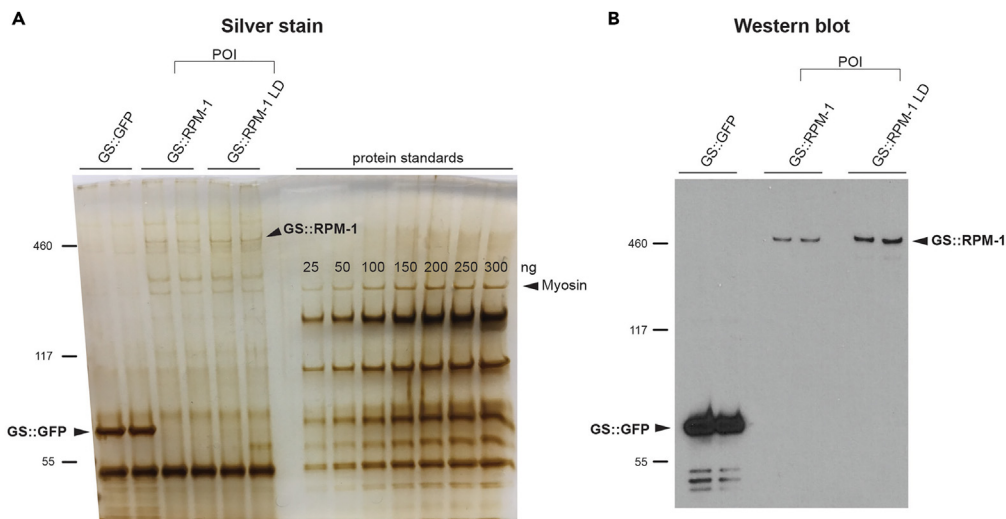 A
Silver stain
POI
GS::GFP
GS::RPM-1
GS::RPM-1 LD
protein standards
GS::RPM-1
460
25 50 100 150 200 250 300 ng
Myosin
117
GS::GFP
55
B
Western blot
POI
GS::GFP
GS::RPM-1
GS::RPM-1 LD
460
GS::RPM-1
117
GS::GFP
55